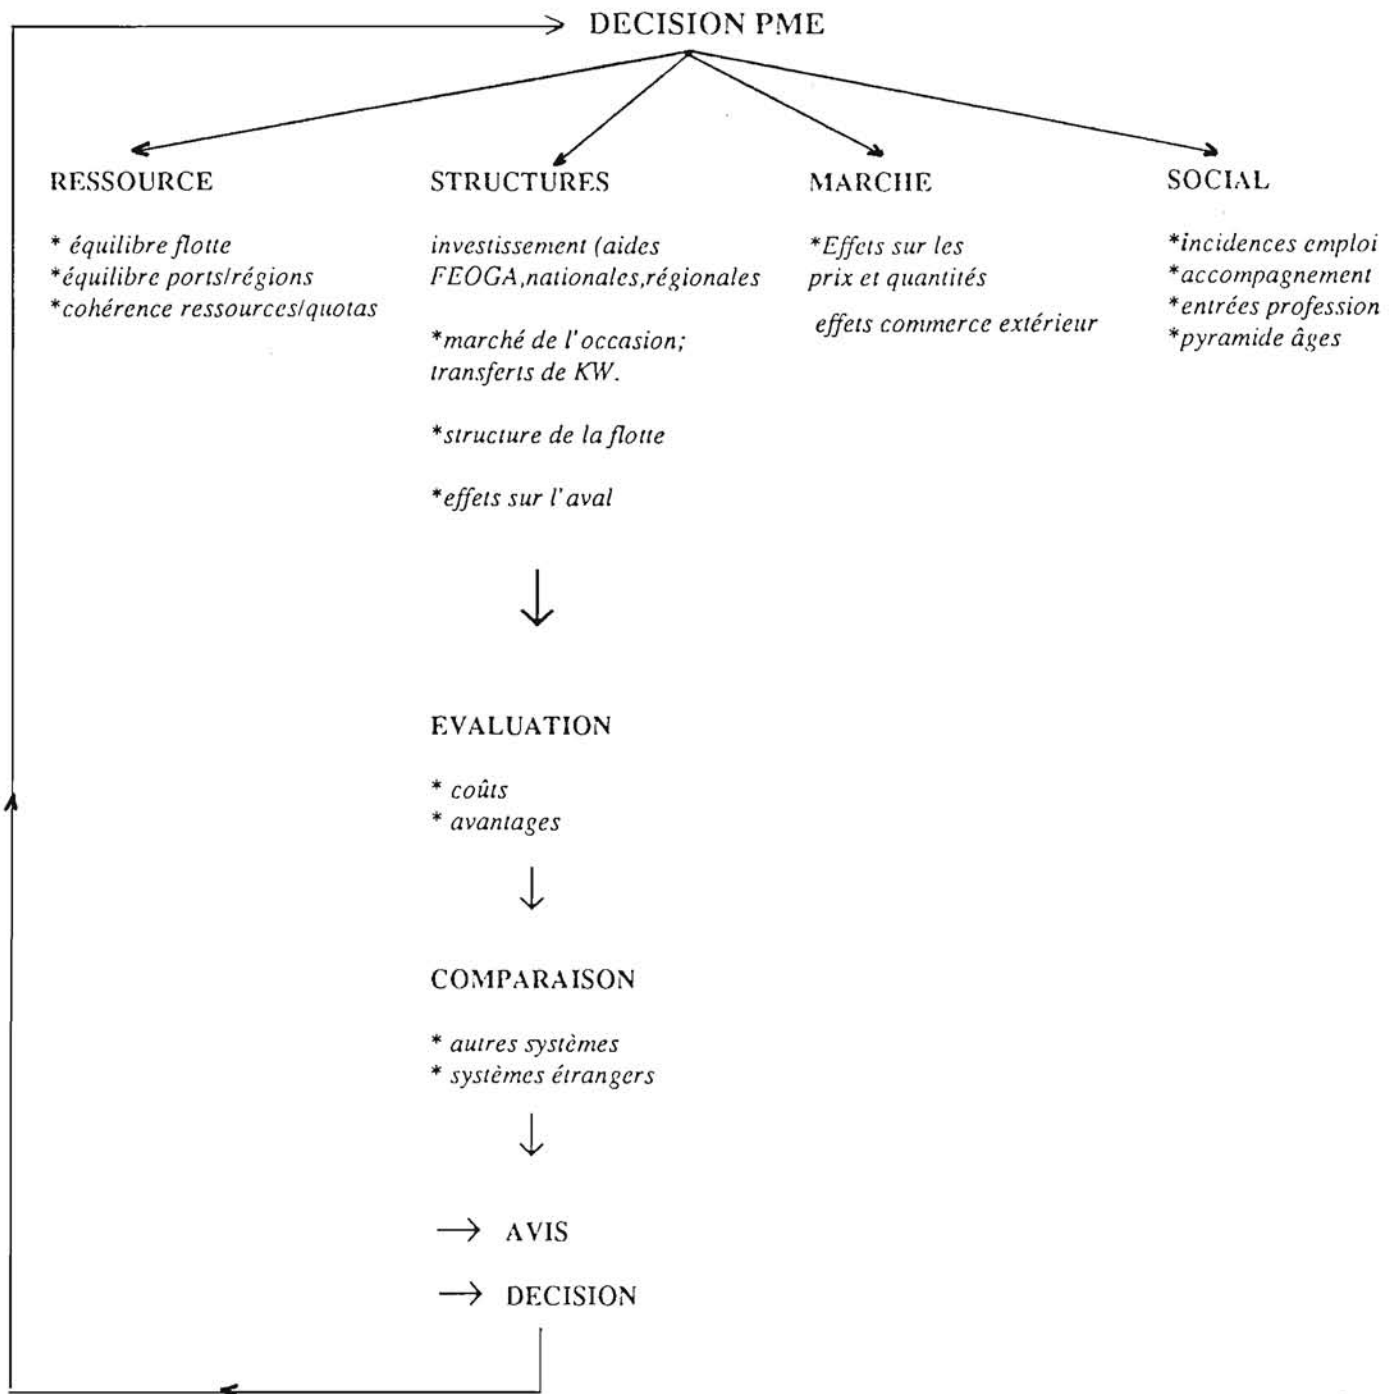 DECISION PME
RESSOURCE
* équilibre flotte
*équilibre ports/régions
*cohérence ressources/quotas
STRUCTURES
investissement (aides
FEOGA,nationales,régionales
*marché de l'occasion;
transferts de KW.
*structure de la flotte
*effets sur l'aval
MARCHE
*Effets sur les
prix et quantités
effets commerce extérieur
SOCIAL
*incidences emploi
*accompagnement
*entrées profession
*pyramide âges
EVALUATION
* coûts
* avantages
COMPARAISON
* autres systèmes
* systèmes étrangers
AVIS
DECISION